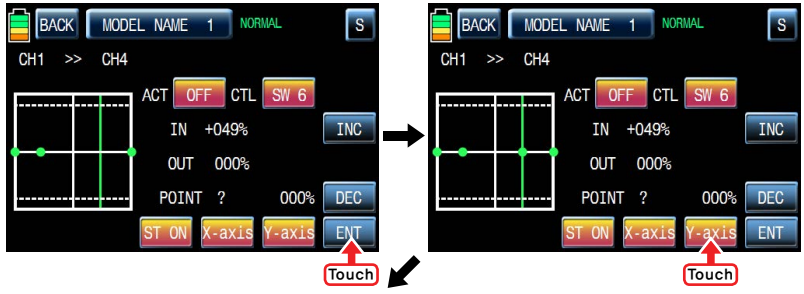 BACK MODEL NAME 1 NORMAL S
CH1 >> CH4
ACT OFF CTL SW 6
IN +049% INC
OUT 000%
POINT ? 000% DEC
ST ON X-axis Y-axis ENT
Touch
BACK MODEL NAME 1 NORMAL S
CH1 >> CH4
ACT OFF CTL SW 6
IN +049% INC
OUT 000%
POINT ? 000% DEC
ST ON X-axis Y-axis ENT
Touch